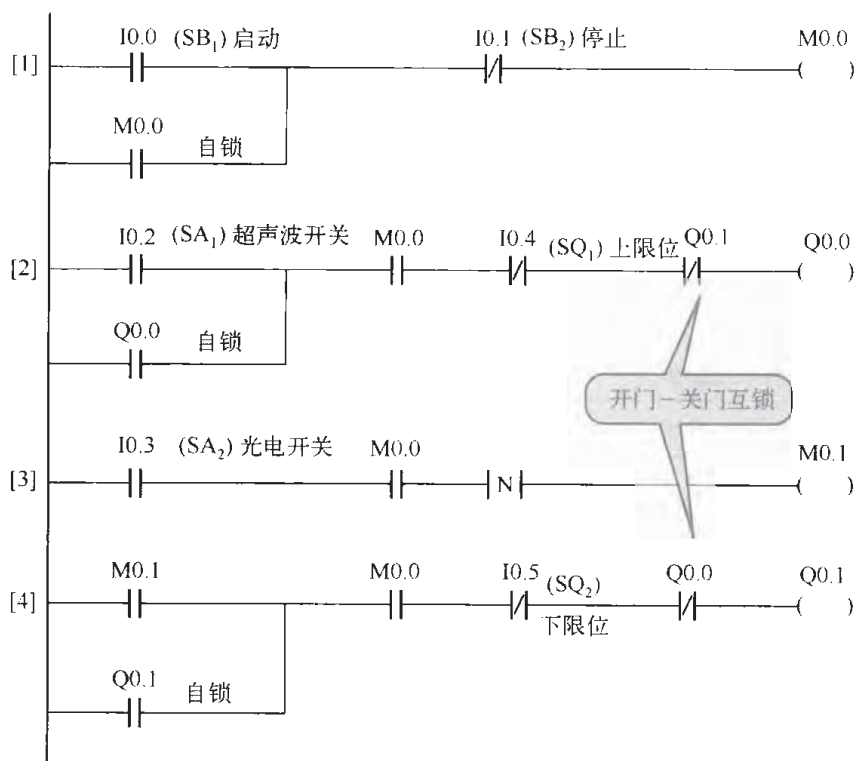 I0.0 (SB₁) 启动 I0.1 (SB₂) 停止 M0.0
[1]
M0.0
自锁
I0.2 (SA₁) 超声波开关 M0.0 I0.4 (SQ₁) 上限位 Q0.1 Q0.0
[2]
Q0.0
自锁
开门－关门互锁
I0.3 (SA₂) 光电开关 M0.0 M0.1
[3] N
M0.1 M0.0 I0.5 (SQ₂) Q0.0 Q0.1
[4]
下限位
Q0.1
自锁